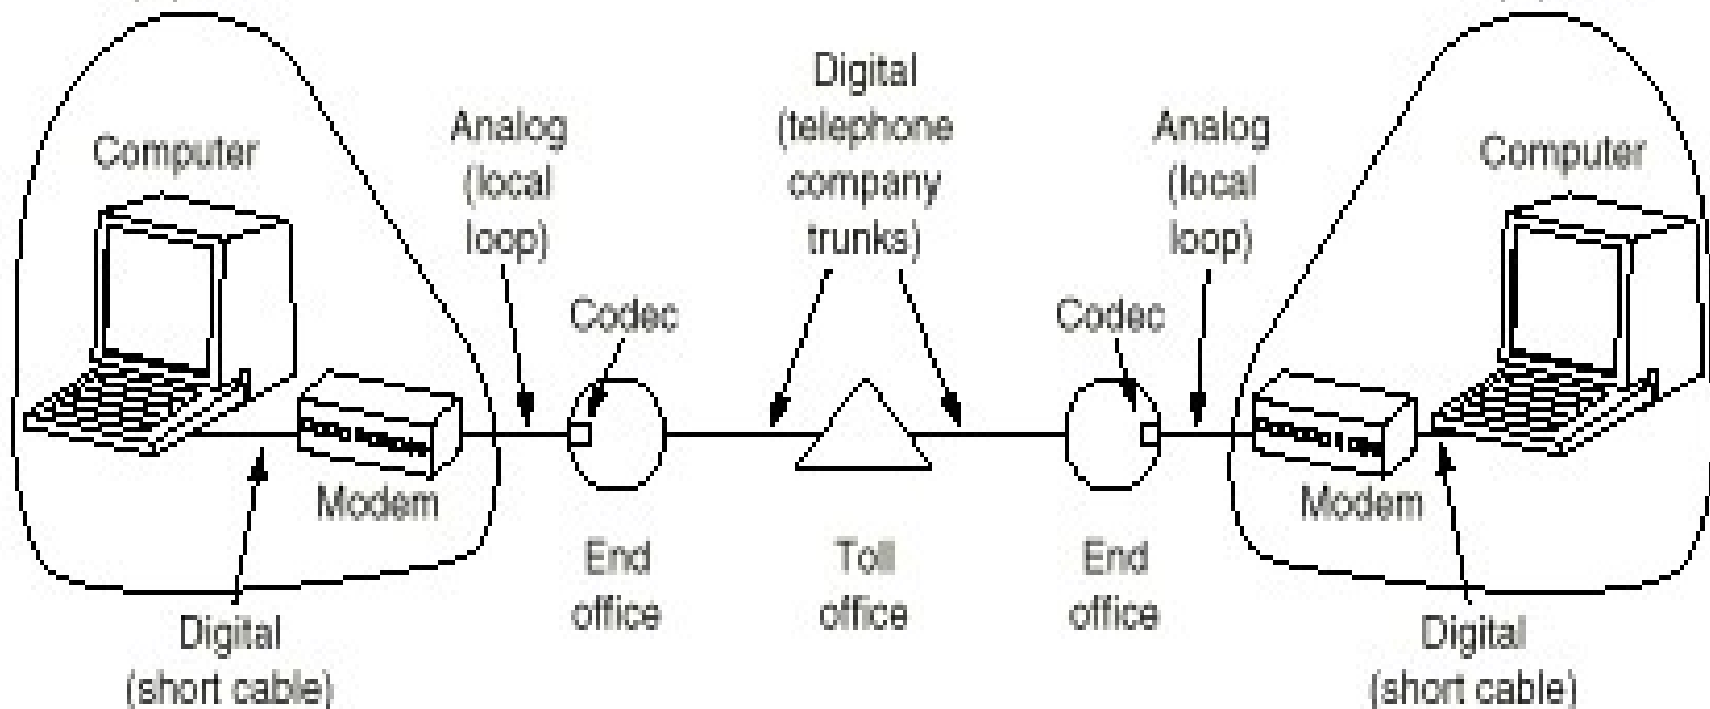 Computer
Analog
(local
loop)
Codec
Digital
(telephone
company
trunks)
Codec
Analog
(local
loop)
Computer
Modem
End
office
Toll
office
End
office
Modem
Digital
(short cable)
Digital
(short cable)